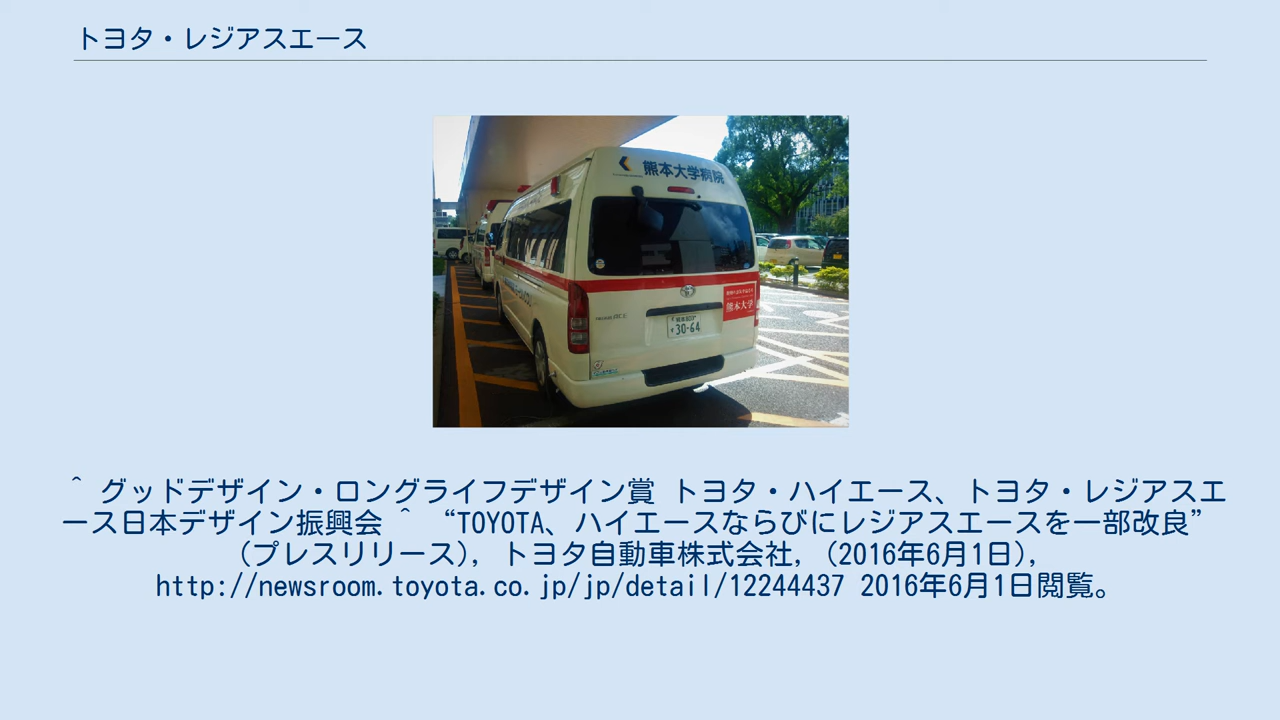 トヨタ・レジアスエース
熊本大学病院
熊本大学
30-64
^ グッドデザイン・ロングライフデザイン賞 トヨタ・ハイエース、トヨタ・レジアスエ
ース日本デザイン振興会 ^ “TOYOTA、ハイエースならびにレジアスエースを一部改良”
(プレスリリース), トヨタ自動車株式会社, (2016年6月1日),
http://newsroom.toyota.co.jp/jp/detail/12244437 2016年6月1日閲覧。